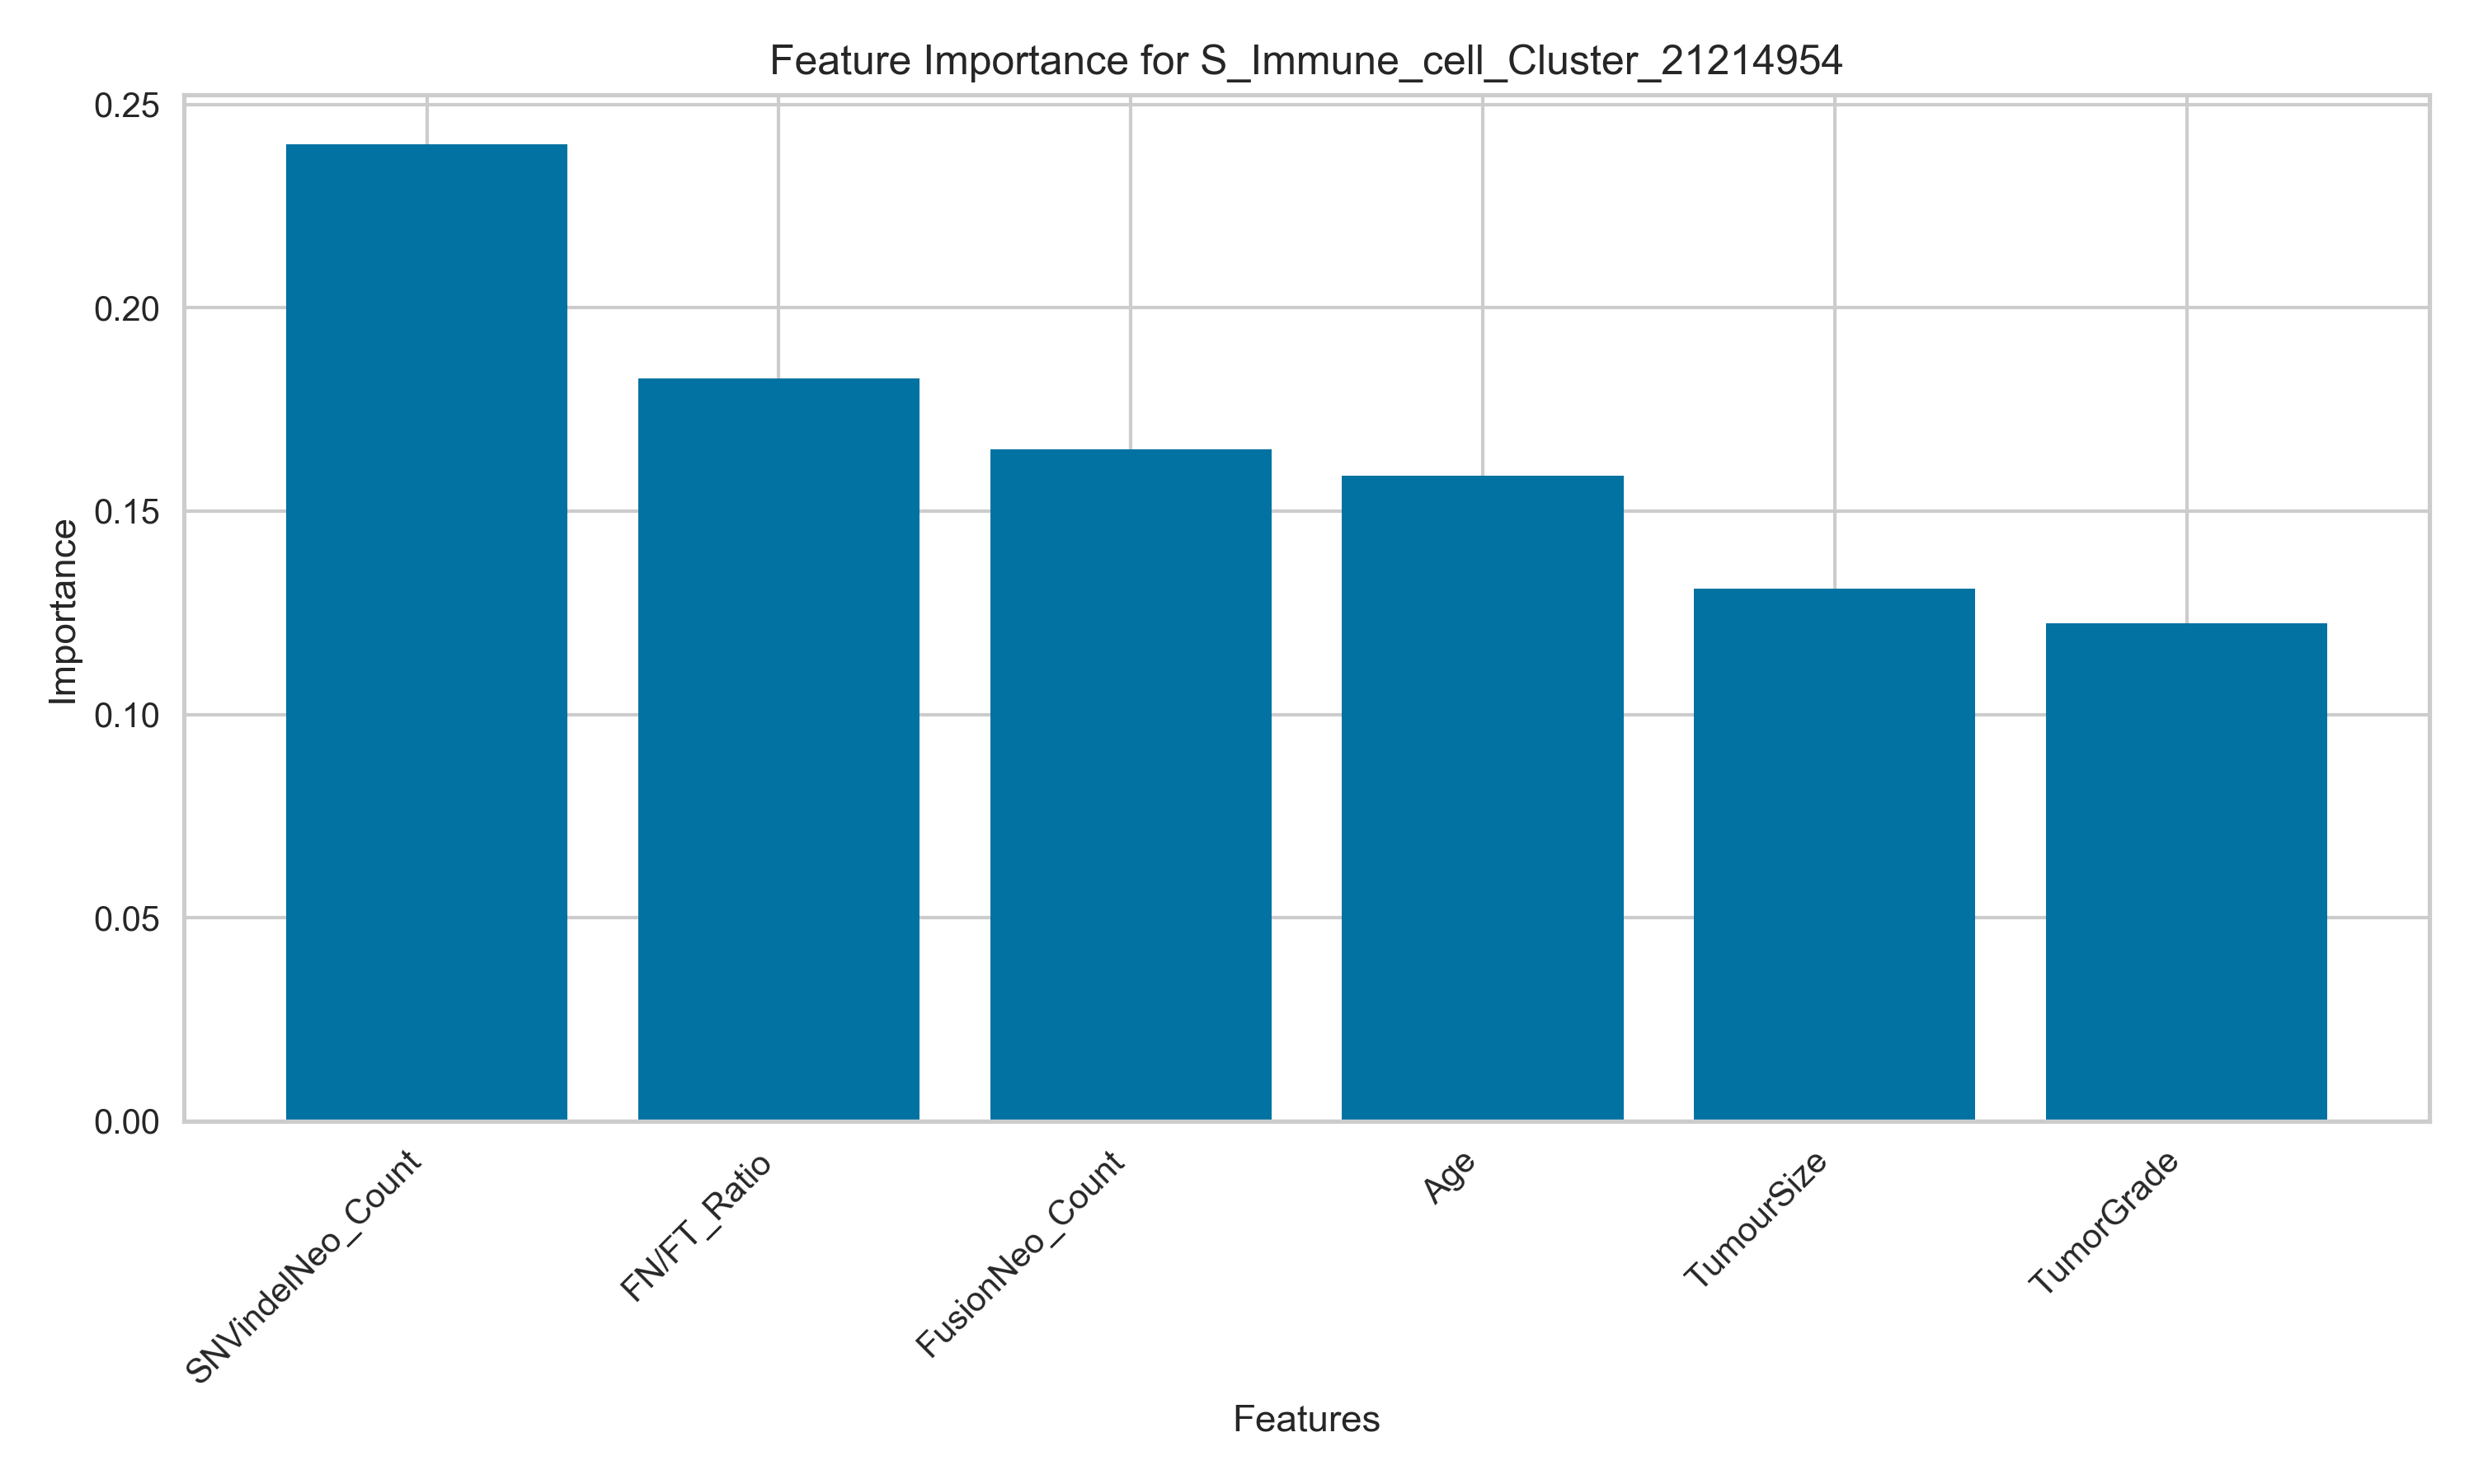 Feature Importance for S_Immune_cell_Cluster_21214954
Importance
0.25
0.20
0.15
0.10
0.05
0.00
SNVindelNeo_Count
FN/FT_Ratio
FusionNeo_Count
Age
TumourSize
TumorGrade
Features